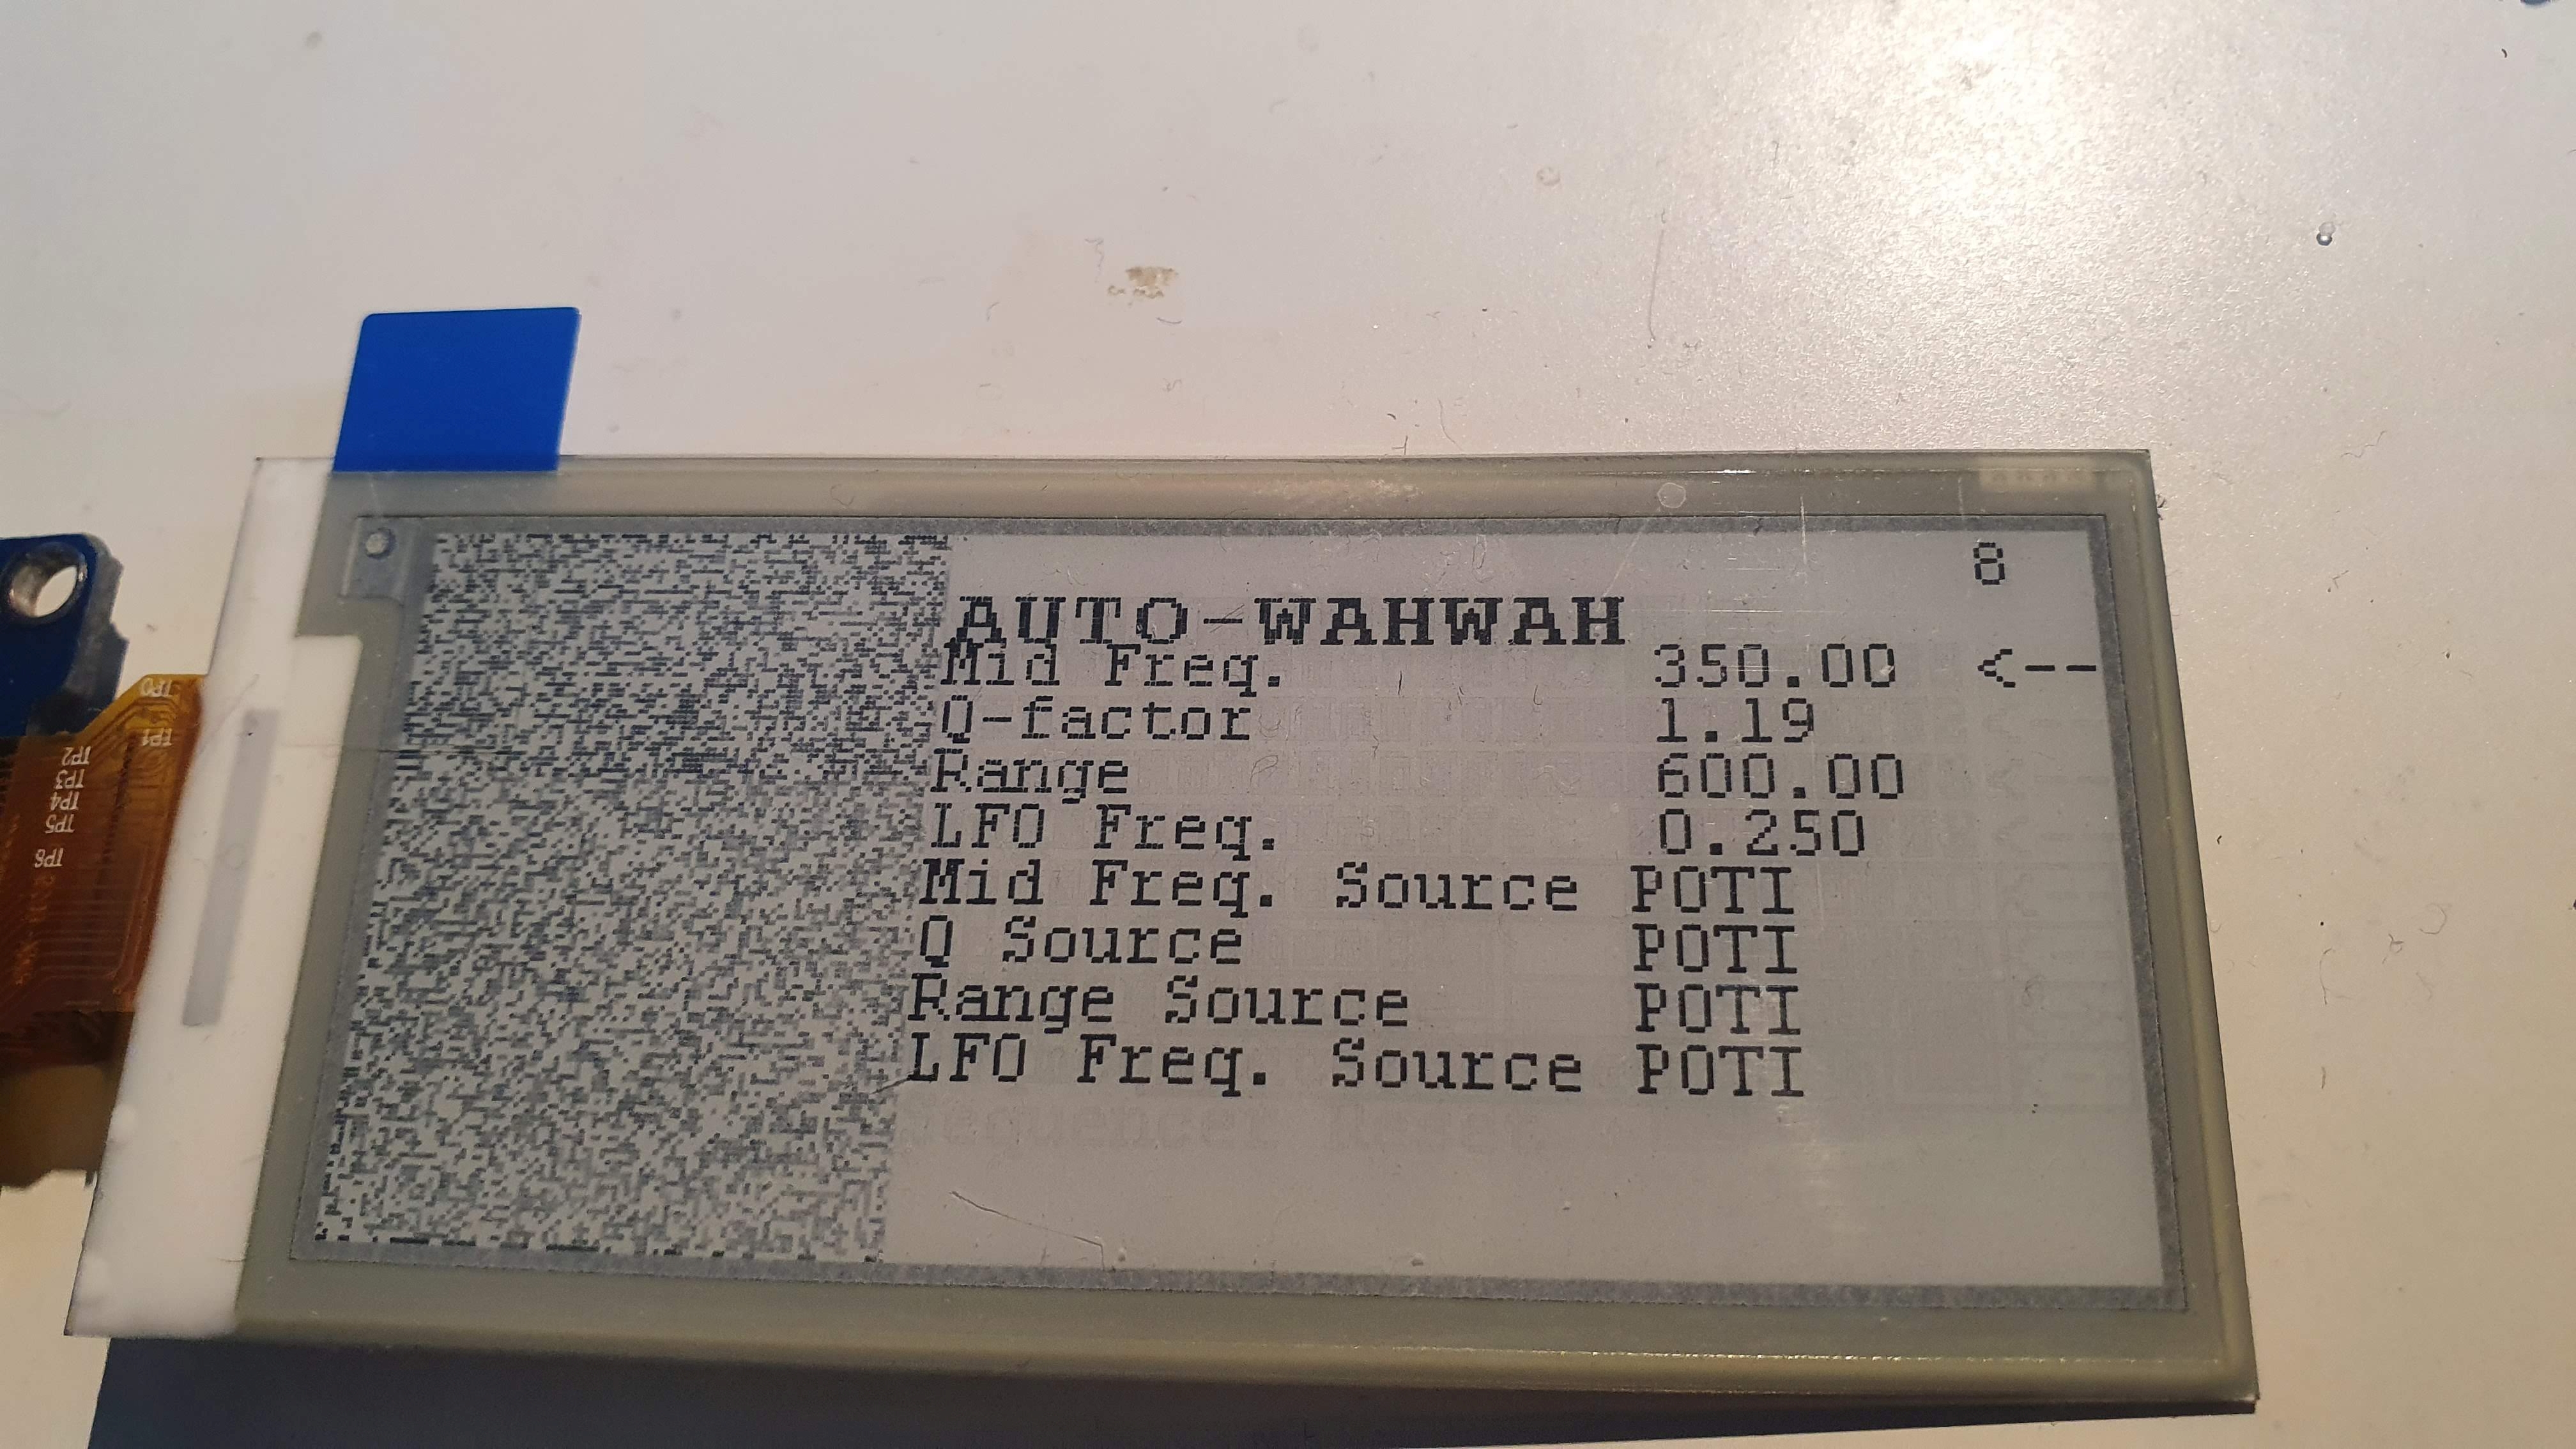 8
AUTO-WAHWAH
Mid Freq. 350.00 <--
Q-factor 1.19
Range 600.00
LFO Freq. 0.250
Mid Freq. Source POTI
Q Source POTI
Range Source POTI
LFO Freq. Source POTI
TP0
TP1
TP2
TP3
TP4
TP5
TP6